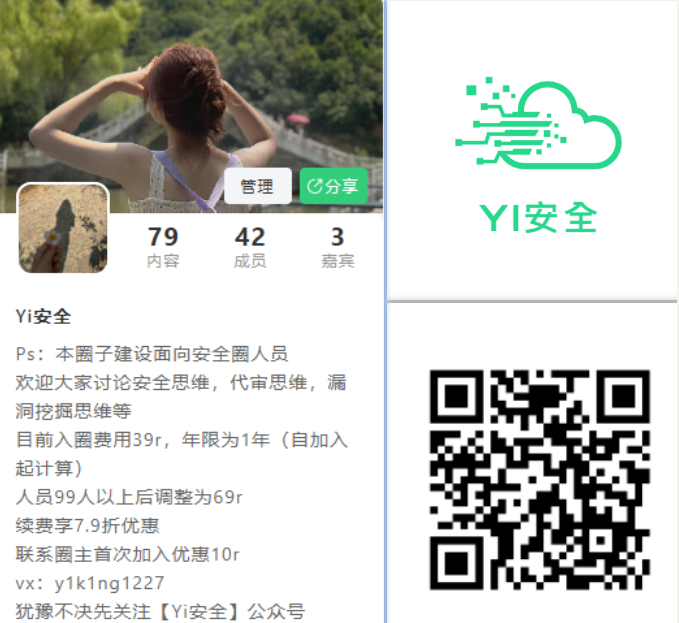 管理
分享
79
42
3
内容
成员
嘉宾
Yi安全
Ps：本圈子建设面向安全圈人员
欢迎大家讨论安全思维，代审思维，漏
洞挖掘思维等
目前入圈费用39r，年限为1年（自加入
起计算）
人员99人以上后调整为69r
续费享7.9折优惠
联系圈主首次加入优惠10r
vx：y1k1ng1227
犹豫不决先关注【Yi安全】公众号
YI安全